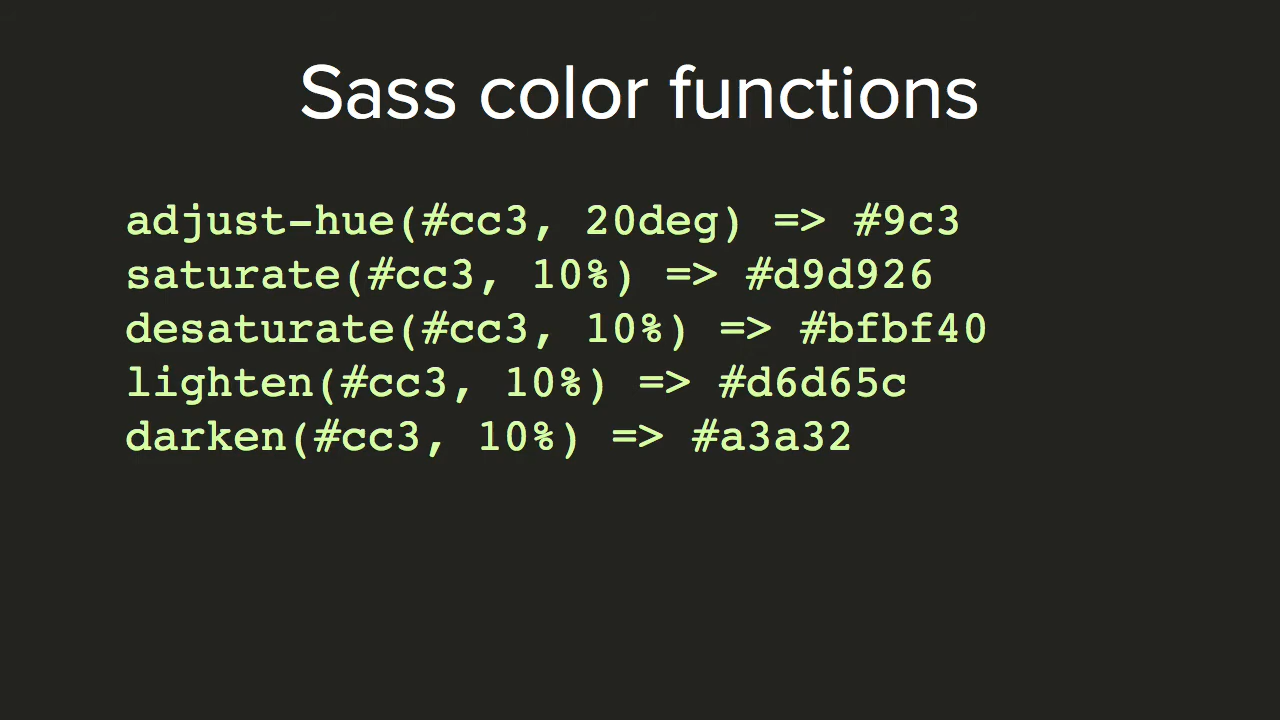 Sass color functions
adjust-hue(#cc3, 20deg) => #9c3
saturate(#cc3, 10%) => #d9d926
desaturate(#cc3, 10%) => #bfbf40
lighten(#cc3, 10%) => #d6d65c
darken(#cc3, 10%) => #a3a32